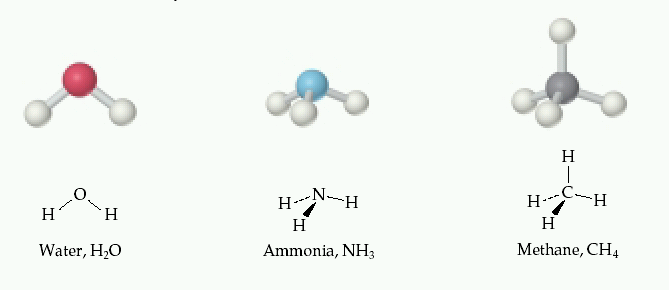 H
O
H
H
H N H
H
H C H
H
H
Water, H₂O
Ammonia, NH₃
Methane, CH₄